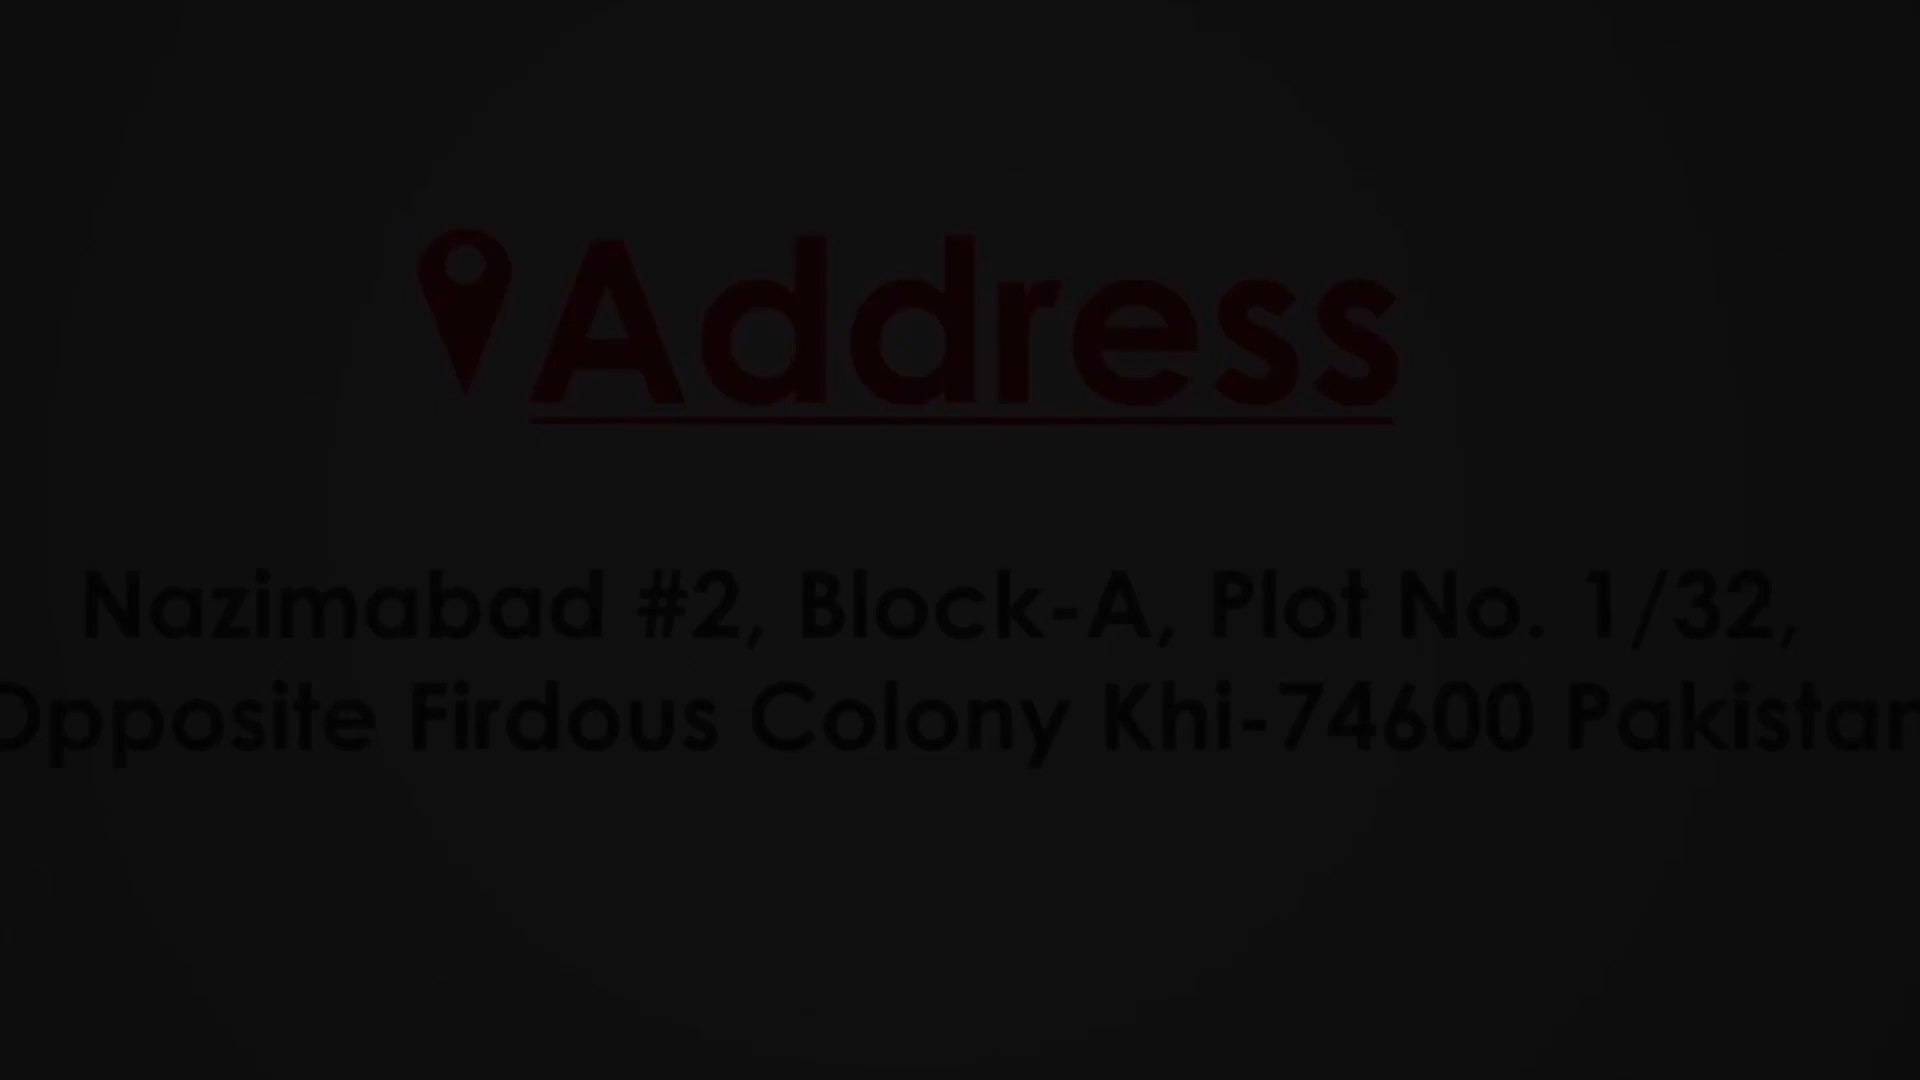 Address
Nazimabad #2, Block-A, Plot No. 1/32,
Opposite Firdous Colony Khi-74600 Pakistan